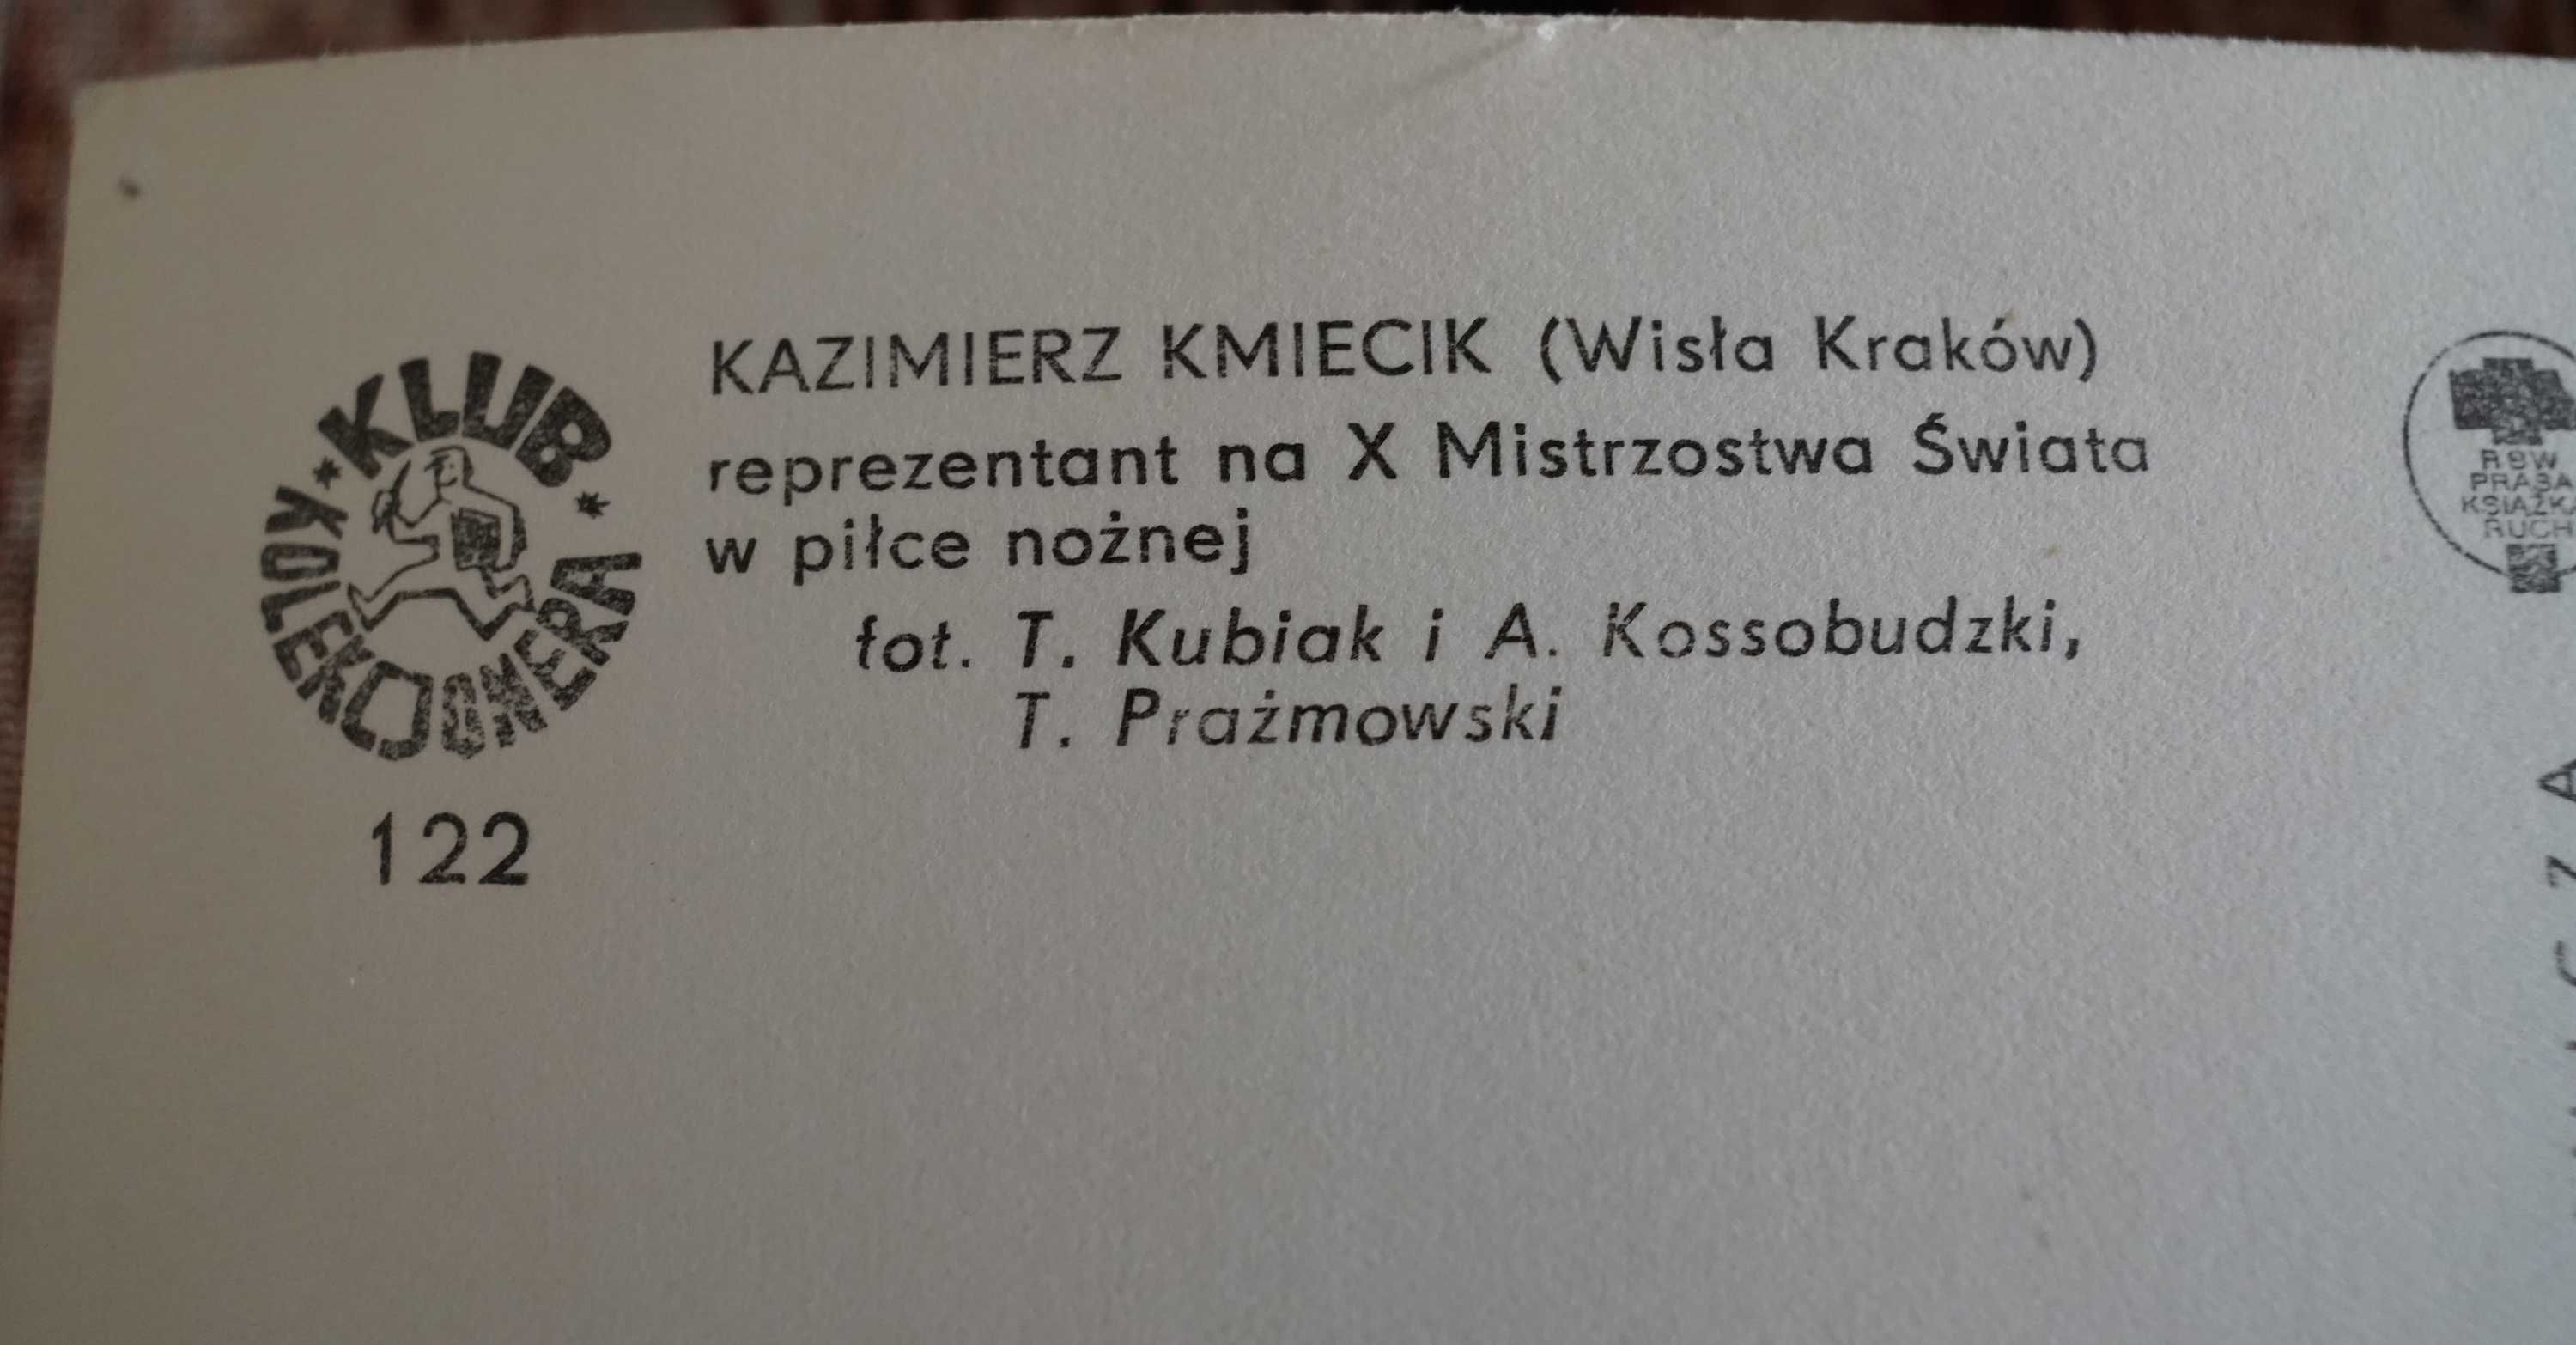 KLUB
KOLEKCJONERA
122
KAZIMIERZ KMIECIK (Wisła Kraków)
reprezentant na X Mistrzostwa Świata
w piłce nożnej
fot. T. Kubiak i A. Kossobudzki,
T. Prażmowski
RSW
PRASA
KSIĄŻKA
RUCH